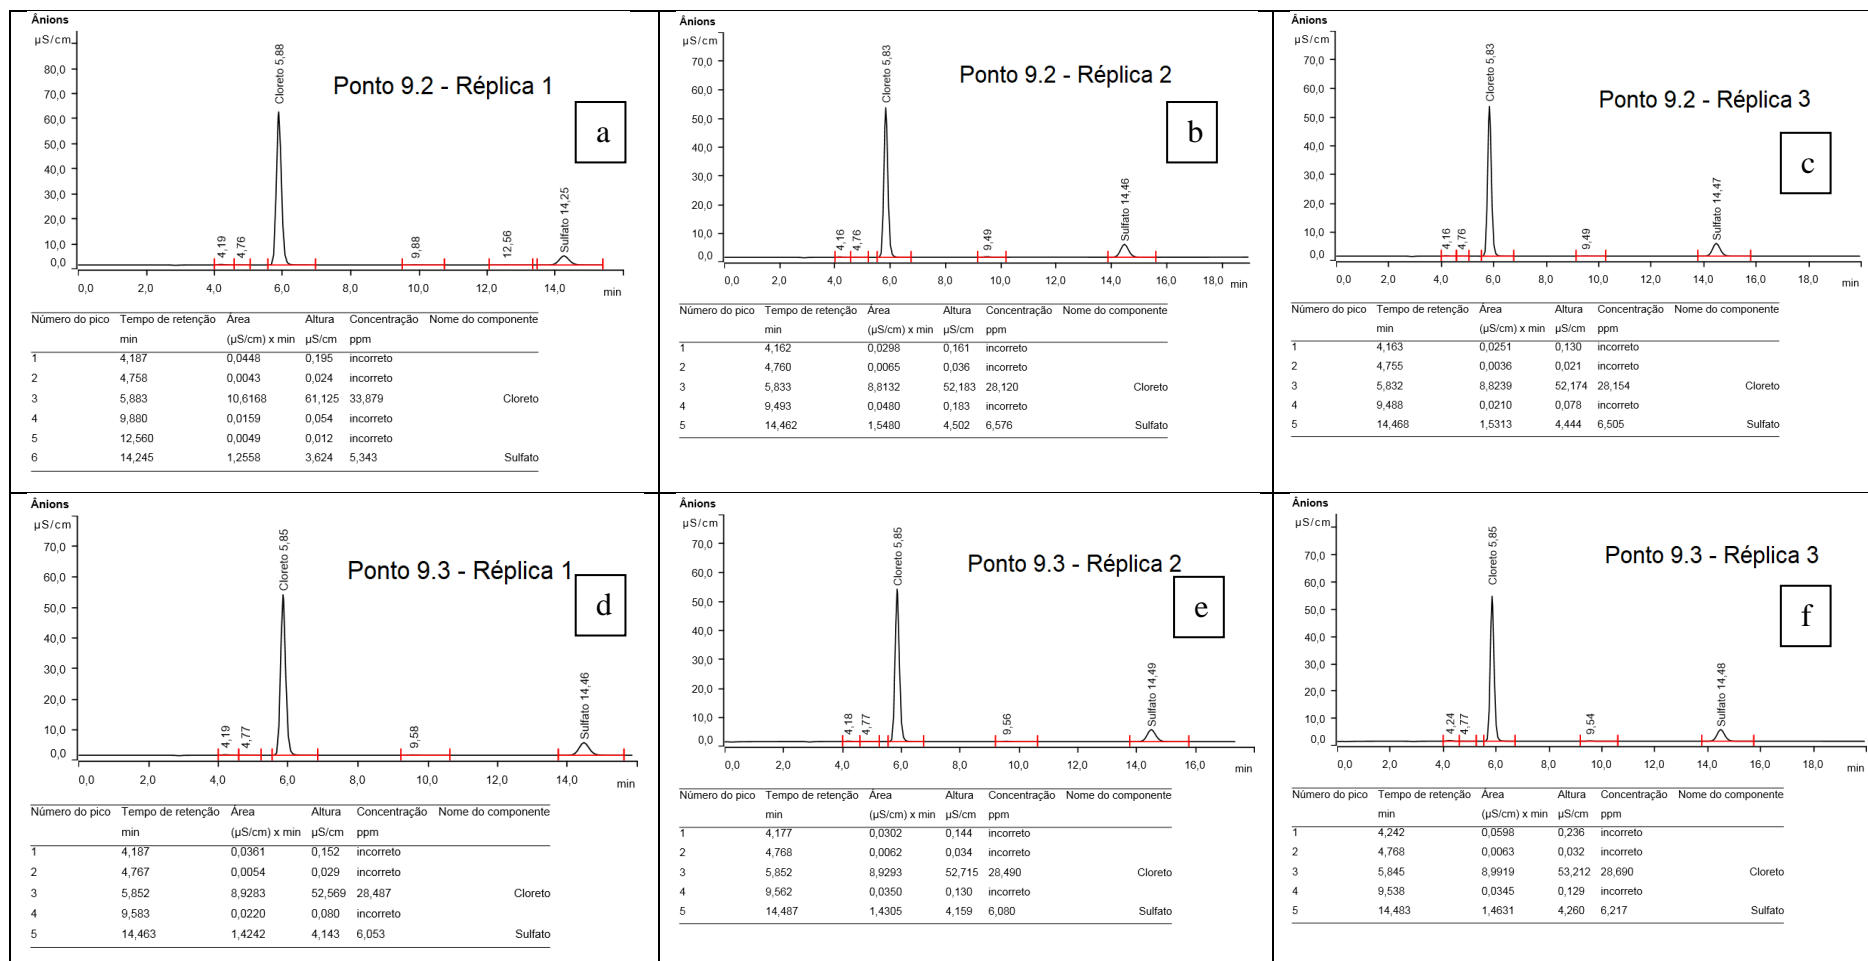 Ânions
µS/cm
80,0
70,0
60,0
50,0
40,0
30,0
20,0
10,0
0,0
4,19
4,76
Cloreto 5,88
9,88
12,56
Sulfato 14,25
Ponto 9.2 - Réplica 1
a
0,0 2,0 4,0 6,0 8,0 10,0 12,0 14,0 min
Número do pico Tempo de retenção Área Altura Concentração Nome do componente
min (µS/cm) x min µS/cm ppm
1 4,187 0,0448 0,195 incorreto
2 4,758 0,0043 0,024 incorreto
3 5,883 10,6168 61,125 33,879 Cloreto
4 9,880 0,0159 0,054 incorreto
5 12,560 0,0049 0,012 incorreto
6 14,245 1,2558 3,624 5,343 Sulfato
Ânions
µS/cm
70,0
60,0
50,0
40,0
30,0
20,0
10,0
0,0
4,16
4,76
Cloreto 5,83
9,49
Sulfato 14,46
Ponto 9.2 - Réplica 2
b
0,0 2,0 4,0 6,0 8,0 10,0 12,0 14,0 16,0 18,0 min
Número do pico Tempo de retenção Área Altura Concentração Nome do componente
min (µS/cm) x min µS/cm ppm
1 4,162 0,0298 0,161 incorreto
2 4,760 0,0065 0,036 incorreto
3 5,833 8,8132 52,183 28,120 Cloreto
4 9,493 0,0480 0,183 incorreto
5 14,462 1,5480 4,502 6,576 Sulfato
Ânions
µS/cm
70,0
60,0
50,0
40,0
30,0
20,0
10,0
0,0
4,16
4,76
Cloreto 5,83
9,49
Sulfato 14,47
Ponto 9.2 - Réplica 3
c
0,0 2,0 4,0 6,0 8,0 10,0 12,0 14,0 16,0 18,0 min
Número do pico Tempo de retenção Área Altura Concentração Nome do componente
min (µS/cm) x min µS/cm ppm
1 4,163 0,0251 0,130 incorreto
2 4,755 0,0036 0,021 incorreto
3 5,832 8,8239 52,174 28,154 Cloreto
4 9,488 0,0210 0,078 incorreto
5 14,468 1,5313 4,444 6,505 Sulfato
Ânions
µS/cm
70,0
60,0
50,0
40,0
30,0
20,0
10,0
0,0
4,19
4,77
Cloreto 5,85
9,58
Sulfato 14,46
Ponto 9.3 - Réplica 1
d
0,0 2,0 4,0 6,0 8,0 10,0 12,0 14,0 min
Número do pico Tempo de retenção Área Altura Concentração Nome do componente
min (µS/cm) x min µS/cm ppm
1 4,187 0,0361 0,152 incorreto
2 4,767 0,0054 0,029 incorreto
3 5,852 8,9283 52,569 28,487 Cloreto
4 9,583 0,0220 0,080 incorreto
5 14,463 1,4242 4,143 6,053 Sulfato
Ânions
µS/cm
70,0
60,0
50,0
40,0
30,0
20,0
10,0
0,0
4,18
4,77
Cloreto 5,85
9,56
Sulfato 14,49
Ponto 9.3 - Réplica 2
e
0,0 2,0 4,0 6,0 8,0 10,0 12,0 14,0 16,0 min
Número do pico Tempo de retenção Área Altura Concentração Nome do componente
min (µS/cm) x min µS/cm ppm
1 4,177 0,0302 0,144 incorreto
2 4,768 0,0062 0,034 incorreto
3 5,852 8,9293 52,715 28,490 Cloreto
4 9,562 0,0350 0,130 incorreto
5 14,487 1,4305 4,159 6,080 Sulfato
Ânions
µS/cm
70,0
60,0
50,0
40,0
30,0
20,0
10,0
0,0
4,24
4,77
Cloreto 5,85
9,54
Sulfato 14,48
Ponto 9.3 - Réplica 3
f
0,0 2,0 4,0 6,0 8,0 10,0 12,0 14,0 16,0 18,0 min
Número do pico Tempo de retenção Área Altura Concentração Nome do componente
min (µS/cm) x min µS/cm ppm
1 4,242 0,0598 0,236 incorreto
2 4,768 0,0063 0,032 incorreto
3 5,845 8,9919 53,212 28,690 Cloreto
4 9,538 0,0345 0,129 incorreto
5 14,483 1,4631 4,260 6,217 Sulfato